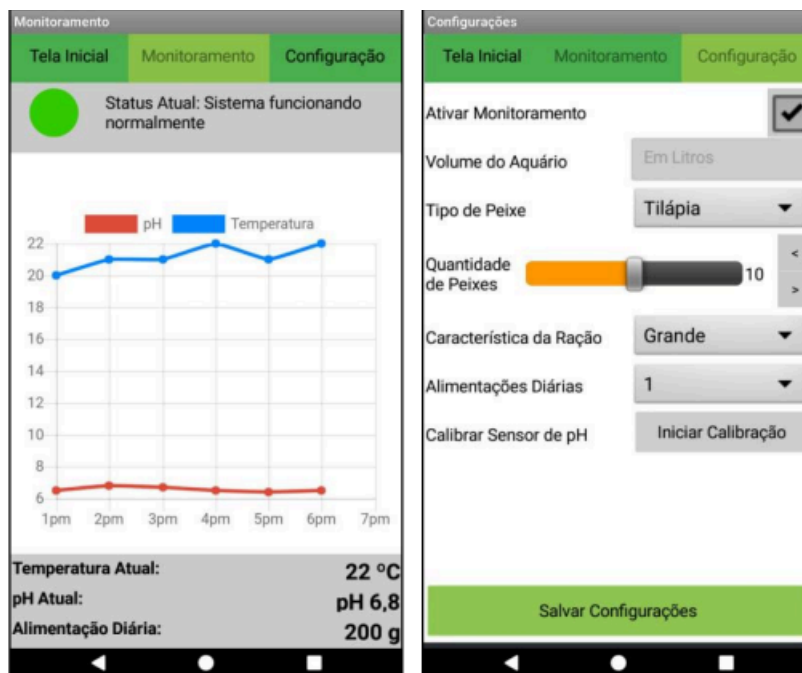 Monitoramento
Tela Inicial Monitoramento Configuração
Status Atual: Sistema funcionando
normalmente
pH Temperatura
22
20
18
16
14
12
10
8
6
1pm 2pm 3pm 4pm 5pm 6pm 7pm
Temperatura Atual: 22 ºC
pH Atual: pH 6,8
Alimentação Diária: 200 g
Configurações
Tela Inicial Monitoramento Configuração
Ativar Monitoramento
Volume do Aquário Em Litros
Tipo de Peixe Tilápia
Quantidade
de Peixes 10 < >
Característica da Ração Grande
Alimentações Diárias 1
Calibrar Sensor de pH Iniciar Calibração
Salvar Configurações